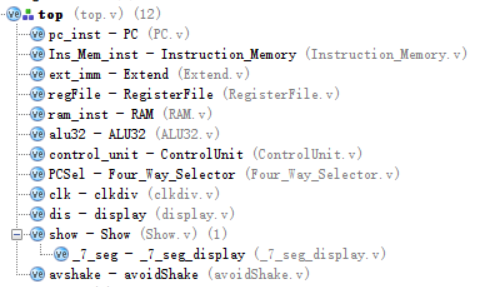 top (top.v) (12)
pc_inst - PC (PC.v)
Ins_Mem_inst - Instruction_Memory (Instruction_Memory.v)
ext_imm - Extend (Extend.v)
regFile - RegisterFile (RegisterFile.v)
ram_inst - RAM (RAM.v)
alu32 - ALU32 (ALU32.v)
control_unit - ControlUnit (ControlUnit.v)
PCSel - Four_Way_Selector (Four_Way_Selector.v)
clk - clkdiv (clkdiv.v)
dis - display (display.v)
show - Show (Show.v) (1)
_7_seg - _7_seg_display (_7_seg_display.v)
avshake - avoidShake (avoidShake.v)